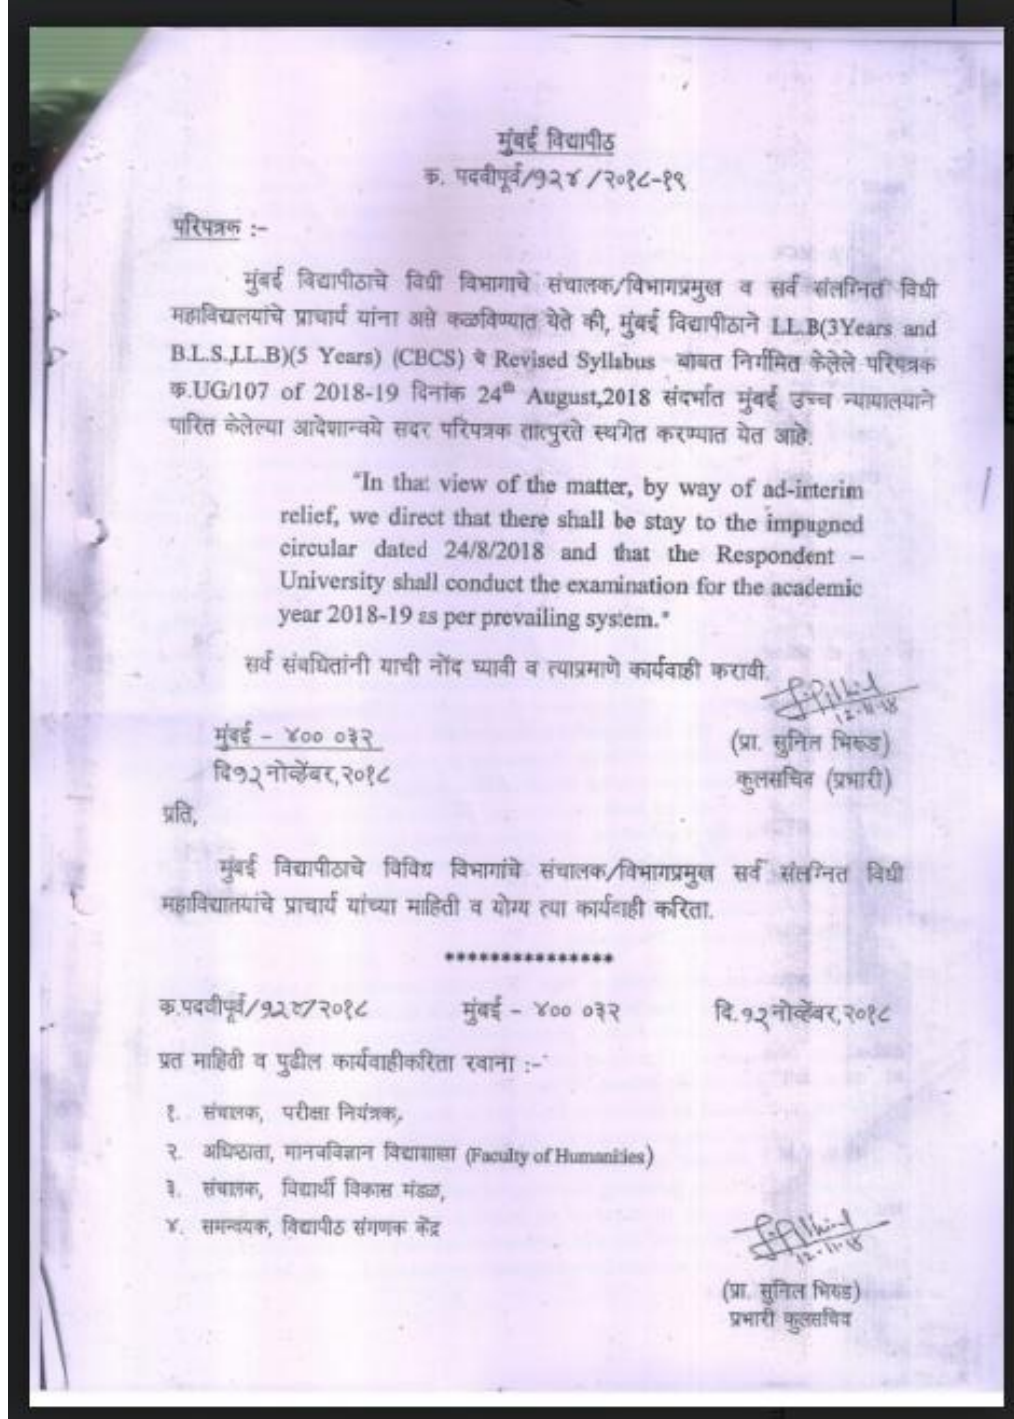 मुंबई विद्यापीठ
क्र. पदवीपूर्व/१२४/२०१८-१९
परिपत्रक :-
मुंबई विद्यापीठाचे विधी विभागाचे संचालक/विभागप्रमुख व सर्व संलग्नित विधी
महाविद्यालयांचे प्राचार्य यांना असे कळविण्यात येते की, मुंबई विद्यापीठाने LL.B(3Years and
B.L.S.,LL.B)(5 Years) (CBCS) चे Revised Syllabus बाबत निर्गमित केलेले परिपत्रक
क्र.UG/107 of 2018-19 दिनांक 24th August,2018 संदर्भात मुंबई उच्च न्यायालयाने
पारित केलेल्या आदेशान्वये सदर परिपत्रक तात्पुरते स्थगित करण्यात येत आहे.
"In that view of the matter, by way of ad-interim
relief, we direct that there shall be stay to the impugned
circular dated 24/8/2018 and that the Respondent –
University shall conduct the examination for the academic
year 2018-19 as per prevailing system."
सर्व संबधितांनी याची नोंद घ्यावी व त्याप्रमाणे कार्यवाही करावी.
12-11-18
मुंबई – ४०० ०३२
(प्रा. सुनिल भिरुड)
दि१२ नोव्हेंबर,२०१८
कुलसचिव (प्रभारी)
प्रति,
मुंबई विद्यापीठाचे विविध विभागांचे संचालक/विभागप्रमुख सर्व संलग्नित विधी
महाविद्यालयांचे प्राचार्य यांच्या माहिती व योग्य त्या कार्यवाही करिता.
***************
क्र.पदवीपूर्व/१२४/२०१८ मुंबई – ४०० ०३२ दि.१२ नोव्हेंबर,२०१८
प्रत माहिती व पुढील कार्यवाहीकरिता रवाना :-
१. संचालक, परीक्षा नियंत्रक,
२. अधिष्ठाता, मानवविज्ञान विद्याशाखा (Faculty of Humanities)
३. संचालक, विद्यार्थी विकास मंडळ,
४. समन्वयक, विद्यापीठ संगणक केंद्र
12-11-18
(प्रा. सुनिल भिरुड)
प्रभारी कुलसचिव